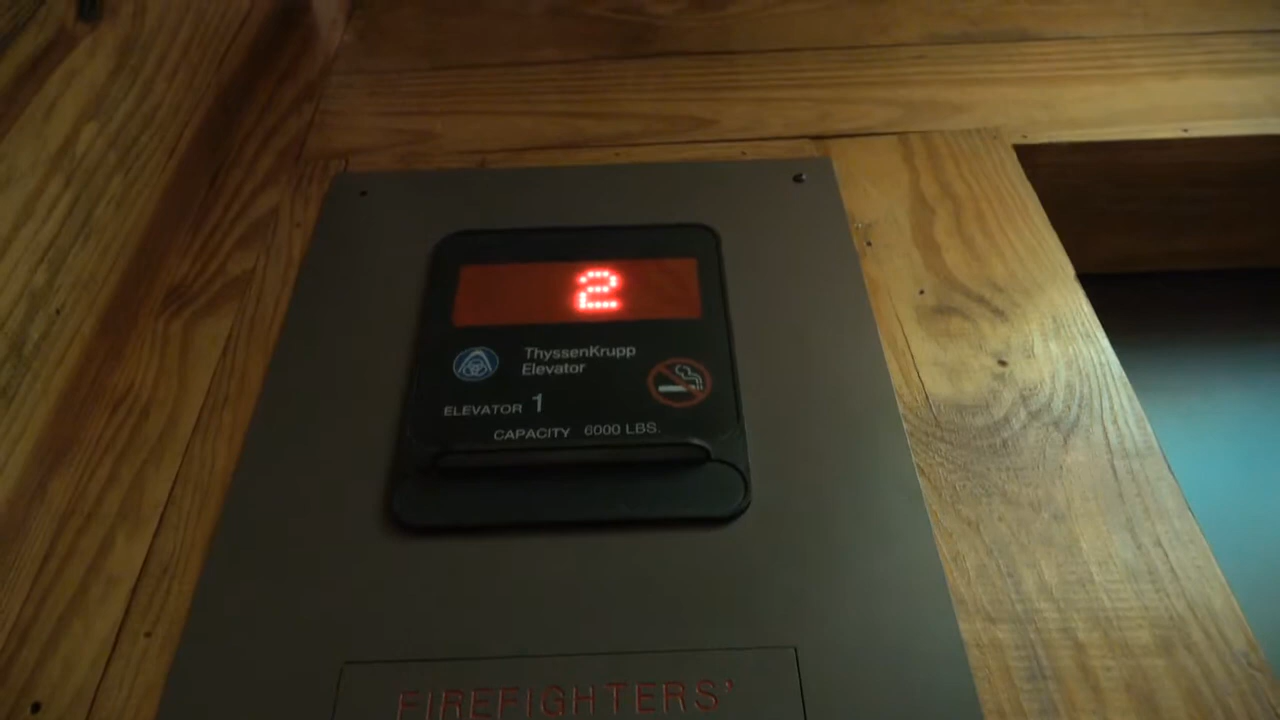 2
ThyssenKrupp
Elevator
ELEVATOR 1
CAPACITY 6000 LBS.
FIREFIGHTERS'